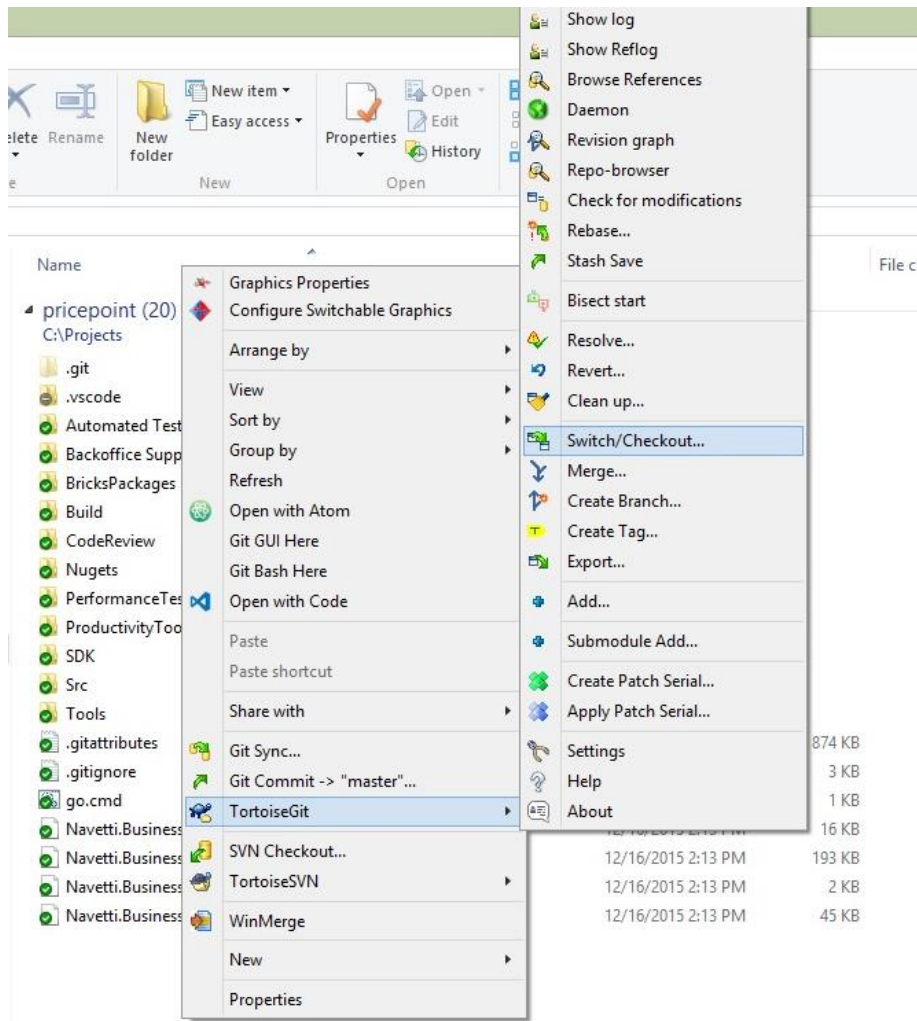 elete
Rename
New
folder
New item
Easy access
New
Properties
Open
Edit
History
Open
Name
File c
pricepoint (20)
C:\Projects
.git
.vscode
Automated Test
Backoffice Supp
BricksPackages
Build
CodeReview
Nugets
PerformanceTes
ProductivityToo
SDK
Src
Tools
.gitattributes
.gitignore
go.cmd
Navetti.Business
Navetti.Business
Navetti.Business
Navetti.Business
Graphics Properties
Configure Switchable Graphics
Arrange by
View
Sort by
Group by
Refresh
Open with Atom
Git GUI Here
Git Bash Here
Open with Code
Paste
Paste shortcut
Share with
Git Sync...
Git Commit -> "master"...
TortoiseGit
SVN Checkout...
TortoiseSVN
WinMerge
New
Properties
Show log
Show Reflog
Browse References
Daemon
Revision graph
Repo-browser
Check for modifications
Rebase...
Stash Save
Bisect start
Resolve...
Revert...
Clean up...
Switch/Checkout...
Merge...
Create Branch...
Create Tag...
Export...
Add...
Submodule Add...
Create Patch Serial...
Apply Patch Serial...
Settings
Help
About
874 KB
3 KB
1 KB
16 KB
12/16/2015 2:13 PM 193 KB
12/16/2015 2:13 PM 2 KB
12/16/2015 2:13 PM 45 KB